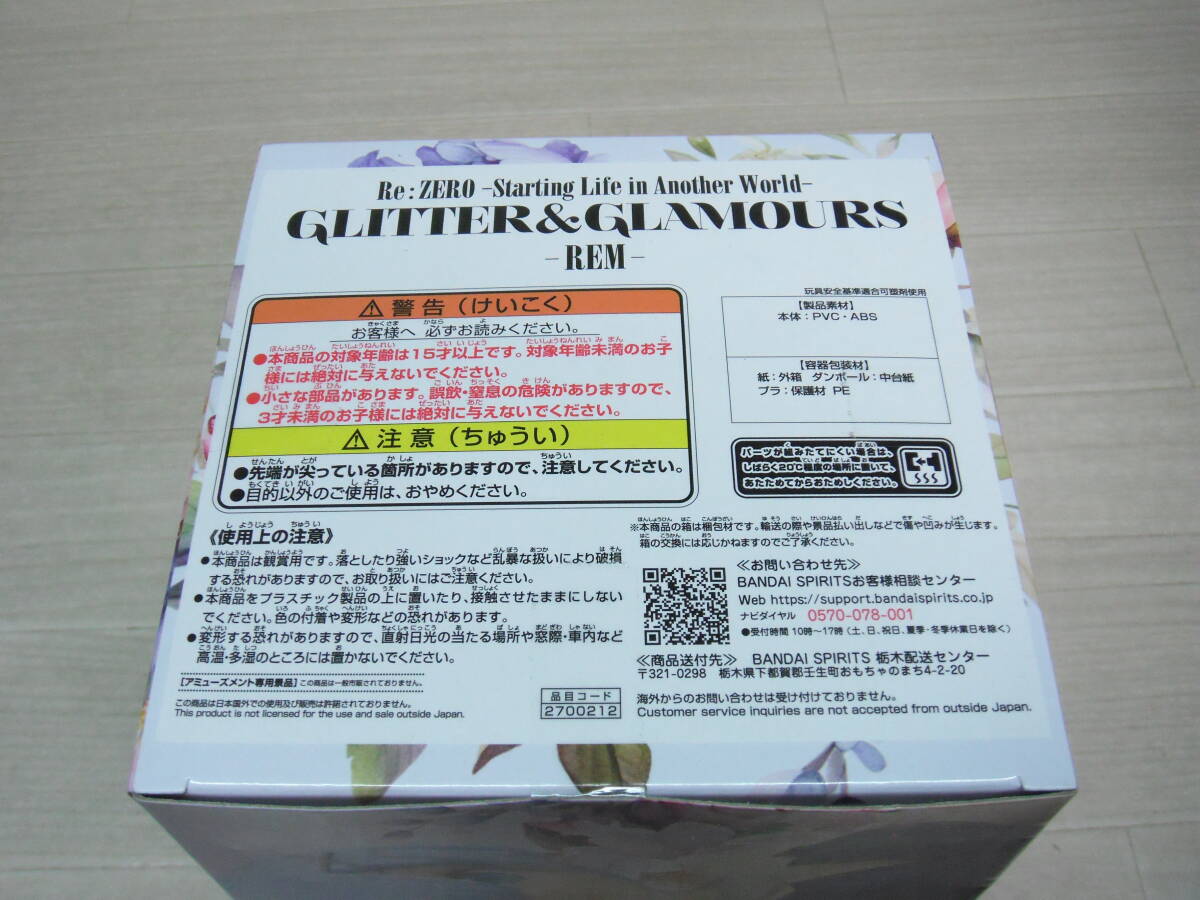 Re:ZERO -Starting Life in Another World-
GLITTER&GLAMOURS
-REM-
⚠ 警告(けいこく)
お客様へ 必ずお読みください。
●本商品の対象年齢は15才以上です。対象年齢未満のお子
様には絶対に与えないでください。
●小さな部品があります。誤飲・窒息の危険がありますので、
3才未満のお子様には絶対に与えないでください。
⚠ 注意(ちゅうい)
●先端が尖っている箇所がありますので、注意してください。
●目的以外のご使用は、おやめください。
玩具安全基準適合可塑剤使用
【製品素材】
本体:PVC・ABS
【容器包装材】
紙:外箱 ダンボール:中台紙
プラ:保護材 PE
パーツが組みたてにくい場合は、
しばらく20℃程度の場所に置いて、
あたためてからおためしください。
《使用上の注意》
●本商品は観賞用です。落としたり強いショックなど乱暴な扱いにより破損
する恐れがありますので、お取り扱いにはご注意ください。
●本商品をプラスチック製品の上に置いたり、接触させたままにしない
でください。色の付着や変形などの恐れがあります。
●変形する恐れがありますので、直射日光の当たる場所や窓際・車内など
高温・多湿のところには置かないでください。
[アミューズメント専用景品] この商品は一般市販されておりません。
この商品は日本国外での使用及び販売は許諾されておりません。
This product is not licensed for the use and sale outside Japan.
品目コード
2700212
※本商品の箱は梱包材です。輸送の際や景品払い出しなどで傷や凹みが生じます。
箱の交換には応じかねますのでご了承ください。
≪お問い合わせ先≫
BANDAI SPIRITSお客様相談センター
Web https://support.bandaispirits.co.jp
ナビダイヤル 0570-078-001
●受付時間 10時〜17時(土、日、祝日、夏季・冬季休業日を除く)
≪商品送付先≫ BANDAI SPIRITS 栃木配送センター
〒321-0298 栃木県下都賀郡壬生町おもちゃのまち4-2-20
海外からのお問い合わせは受け付けておりません。
Customer service inquiries are not accepted from outside Japan.